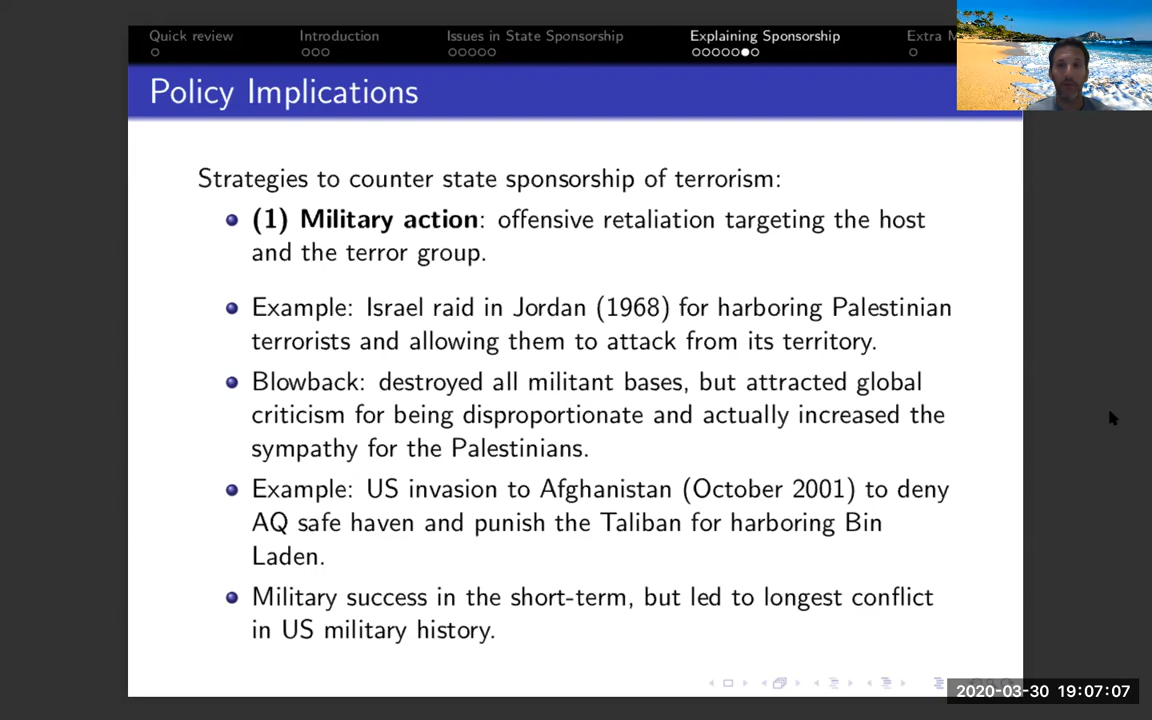 Quick review
Introduction
Issues in State Sponsorship
Explaining Sponsorship
Extra M
Policy Implications
Strategies to counter state sponsorship of terrorism:
(1) Military action: offensive retaliation targeting the host
and the terror group.
Example: Israel raid in Jordan (1968) for harboring Palestinian
terrorists and allowing them to attack from its territory.
Blowback: destroyed all militant bases, but attracted global
criticism for being disproportionate and actually increased the
sympathy for the Palestinians.
Example: US invasion to Afghanistan (October 2001) to deny
AQ safe haven and punish the Taliban for harboring Bin
Laden.
Military success in the short-term, but led to longest conflict
in US military history.
2020-03-30 19:07:07